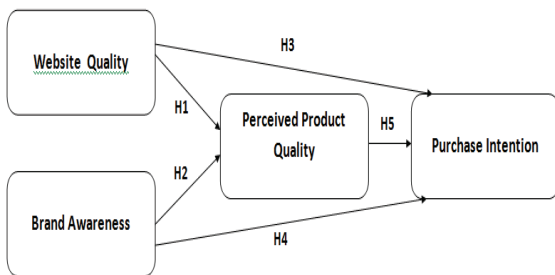 Website Quality
H3
H1
Perceived Product
Quality
H5
Purchase Intention
H2
Brand Awareness
H4